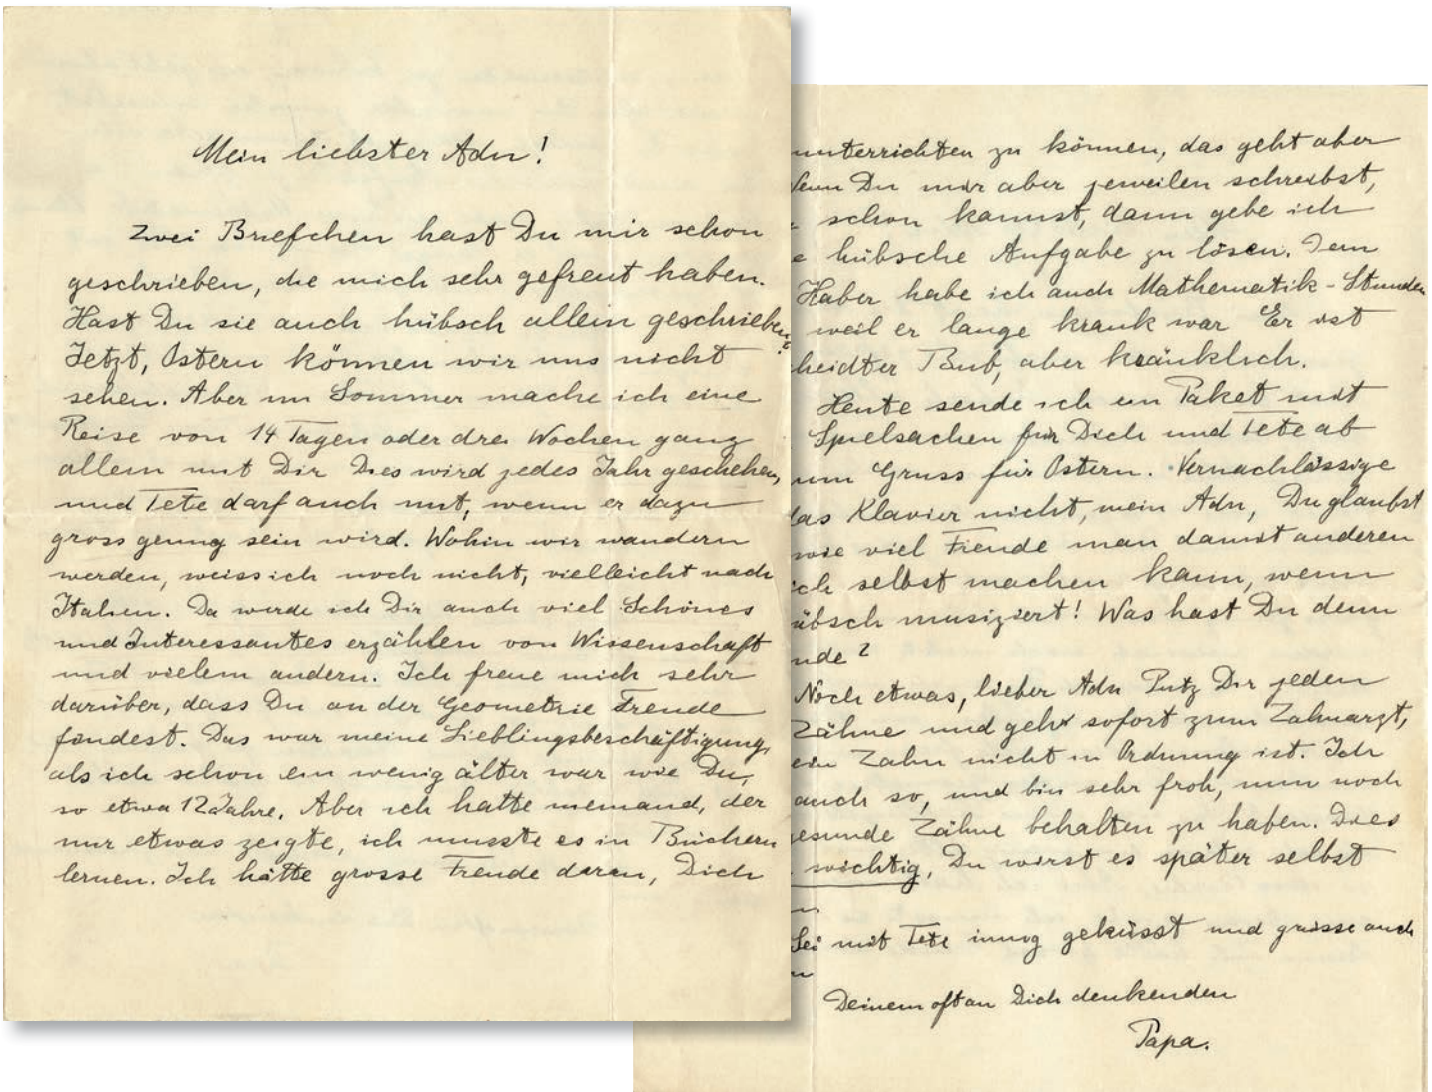 Mein liebster Adn!
Zwei Briefchen hast Du mir schon
geschrieben, die mich sehr gefreut haben.
Hast Du sie auch hübsch allein geschrieben?
Jetzt, Ostern können wir uns nicht
sehen. Aber im Sommer mache ich eine
Reise von 14 Tagen oder drei Wochen ganz
allein mit Dir Dies wird jedes Jahr geschehen,
und Tete darf auch mit, wenn er dazu
gross genug sein wird. Wohin wir wandern
werden, weiss ich noch nicht, vielleicht nach
Italien. Da werde ich Dir auch viel Schönes
und Interessantes erzählen von Wissenschaft
und vielem andern. Ich freue mich sehr
darüber, dass Du an der Geometrie Freude
findest. Das war meine Lieblingsbeschäftigung,
als ich schon ein wenig älter war wie Du,
so etwa 12 Jahre. Aber ich hatte niemand, der
mir etwas zeigte, ich musste es in Büchern
lernen. Ich hätte grosse Freude daran, Dich
unterrichten zu können, das geht aber
Wenn Du mir aber jeweilen schreibst,
schon kannst, dann gebe ich
e hübsche Aufgabe zu lösen. Dem
Haber habe ich auch Mathematik-Stunden
weil er lange krank war Er ist
heidter Bub, aber kränklich.
Heute sende ich ein Paket mit
Spielsachen für Dich und Tete ab
um Gruss für Ostern. Vernachlässige
das Klavier nicht, mein Adn, Du glaubst
wie viel Freude man damit anderen
ich selbst machen kann, wenn
übsch musiziert! Was hast Du denn
nde?
Noch etwas, lieber Adn Putz Dir jeden
Zähne und geh sofort zum Zahnarzt,
ein Zahn nicht in Ordnung ist. Ich
auch so, und bin sehr froh, nun noch
gesunde Zähne behalten zu haben. Dies
wichtig, Du wirst es später selbst
Sei mit Tete innig geküsst und grüsse auch
Deinem oft an Dich denkenden
Papa.